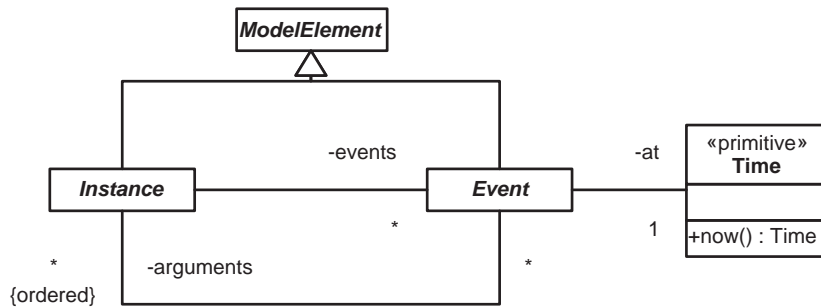 ModelElement
-events
-at
«primitive»
Time
Instance
Event
*
1
+now() : Time
*
-arguments
*
{ordered}